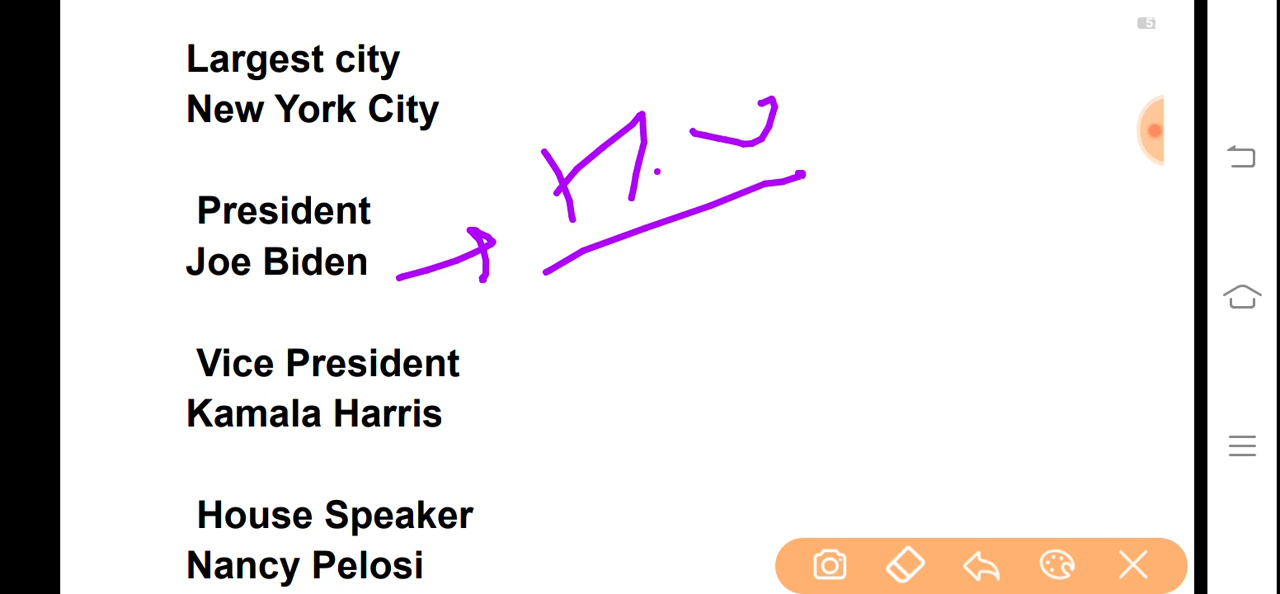 Largest city
New York City
President
Joe Biden
Vice President
Kamala Harris
House Speaker
Nancy Pelosi